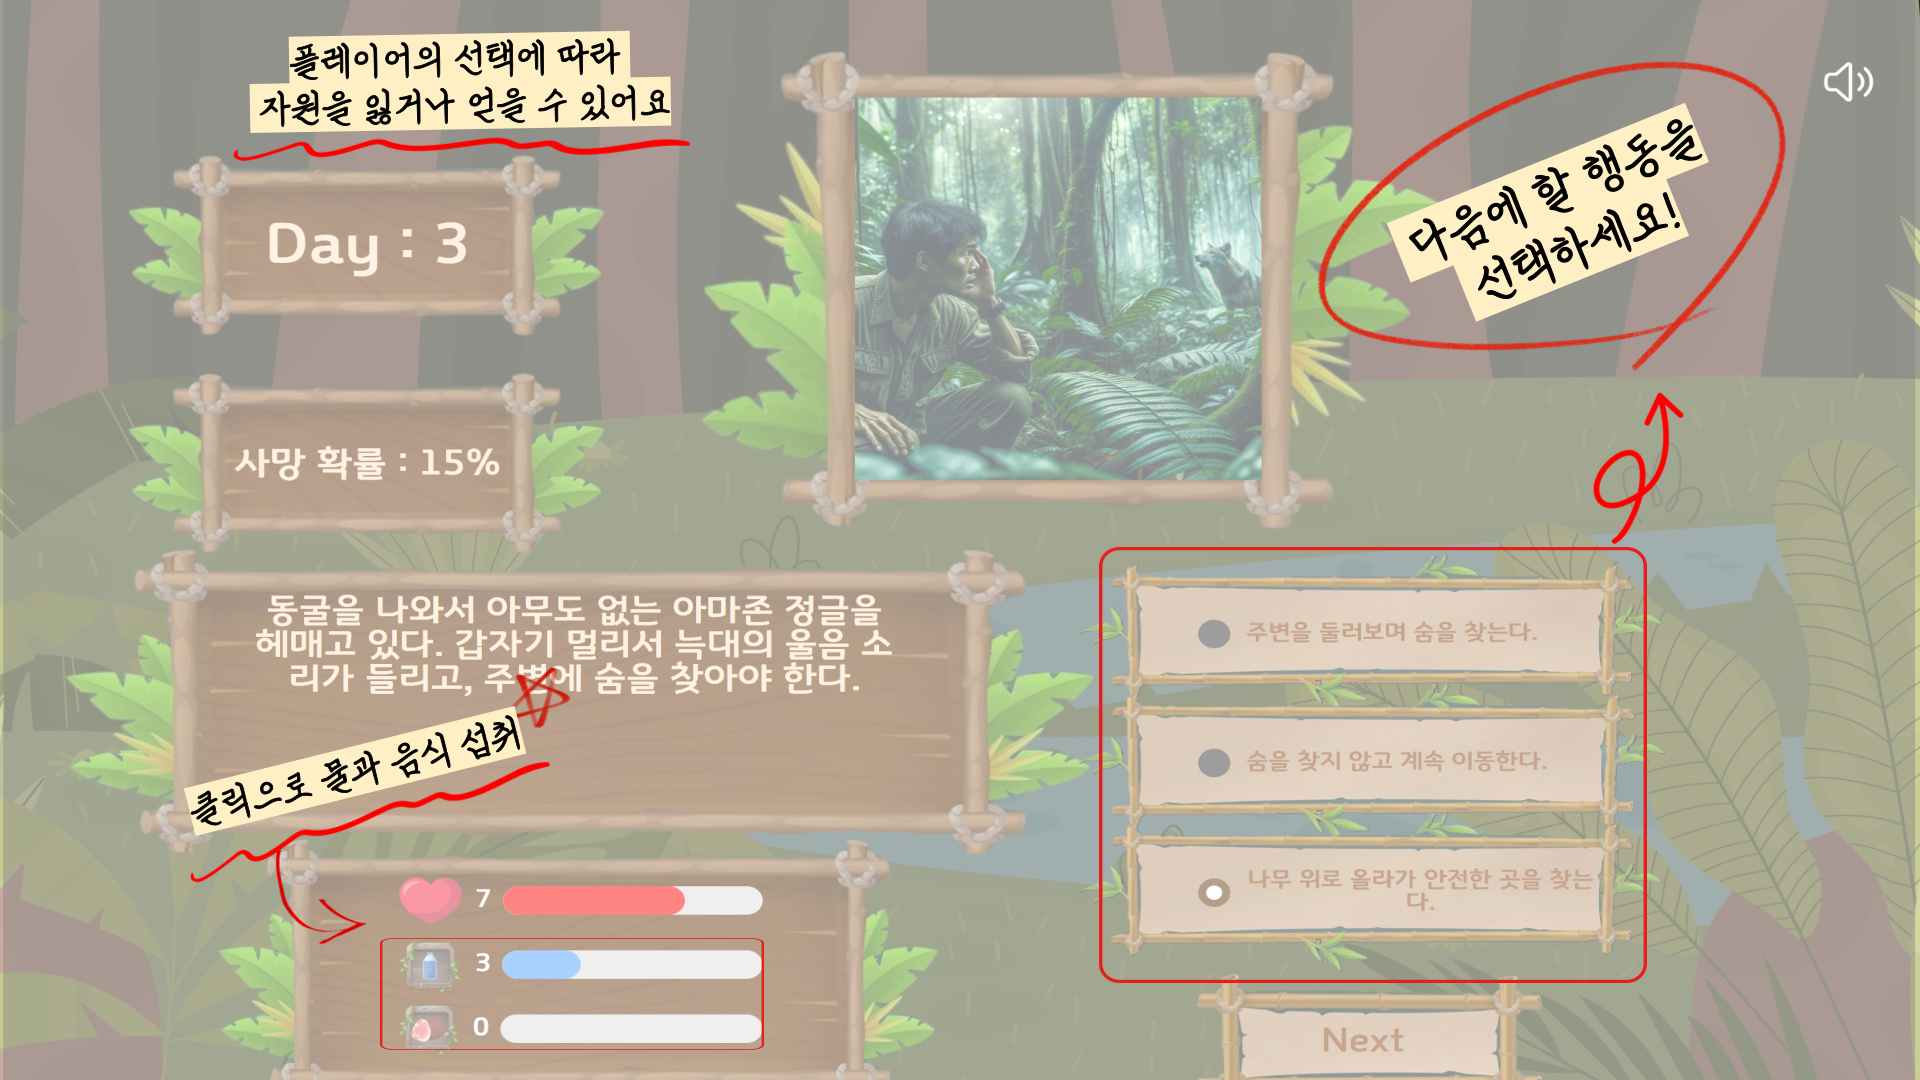 플레이어의 선택에 따라
자원을 잃거나 얻을 수 있어요
Day : 3
사망 확률 : 15%
다음에 할 행동을
선택하세요!
동굴을 나와서 아무도 없는 아마존 정글을
헤매고 있다. 갑자기 멀리서 늑대의 울음 소
리가 들리고, 주변에 숨을 찾아야 한다.
클릭으로 물과 음식 섭취
7
3
0
주변을 둘러보며 숨을 찾는다.
숨을 찾지 않고 계속 이동한다.
나무 위로 올라가 안전한 곳을 찾는
다.
Next